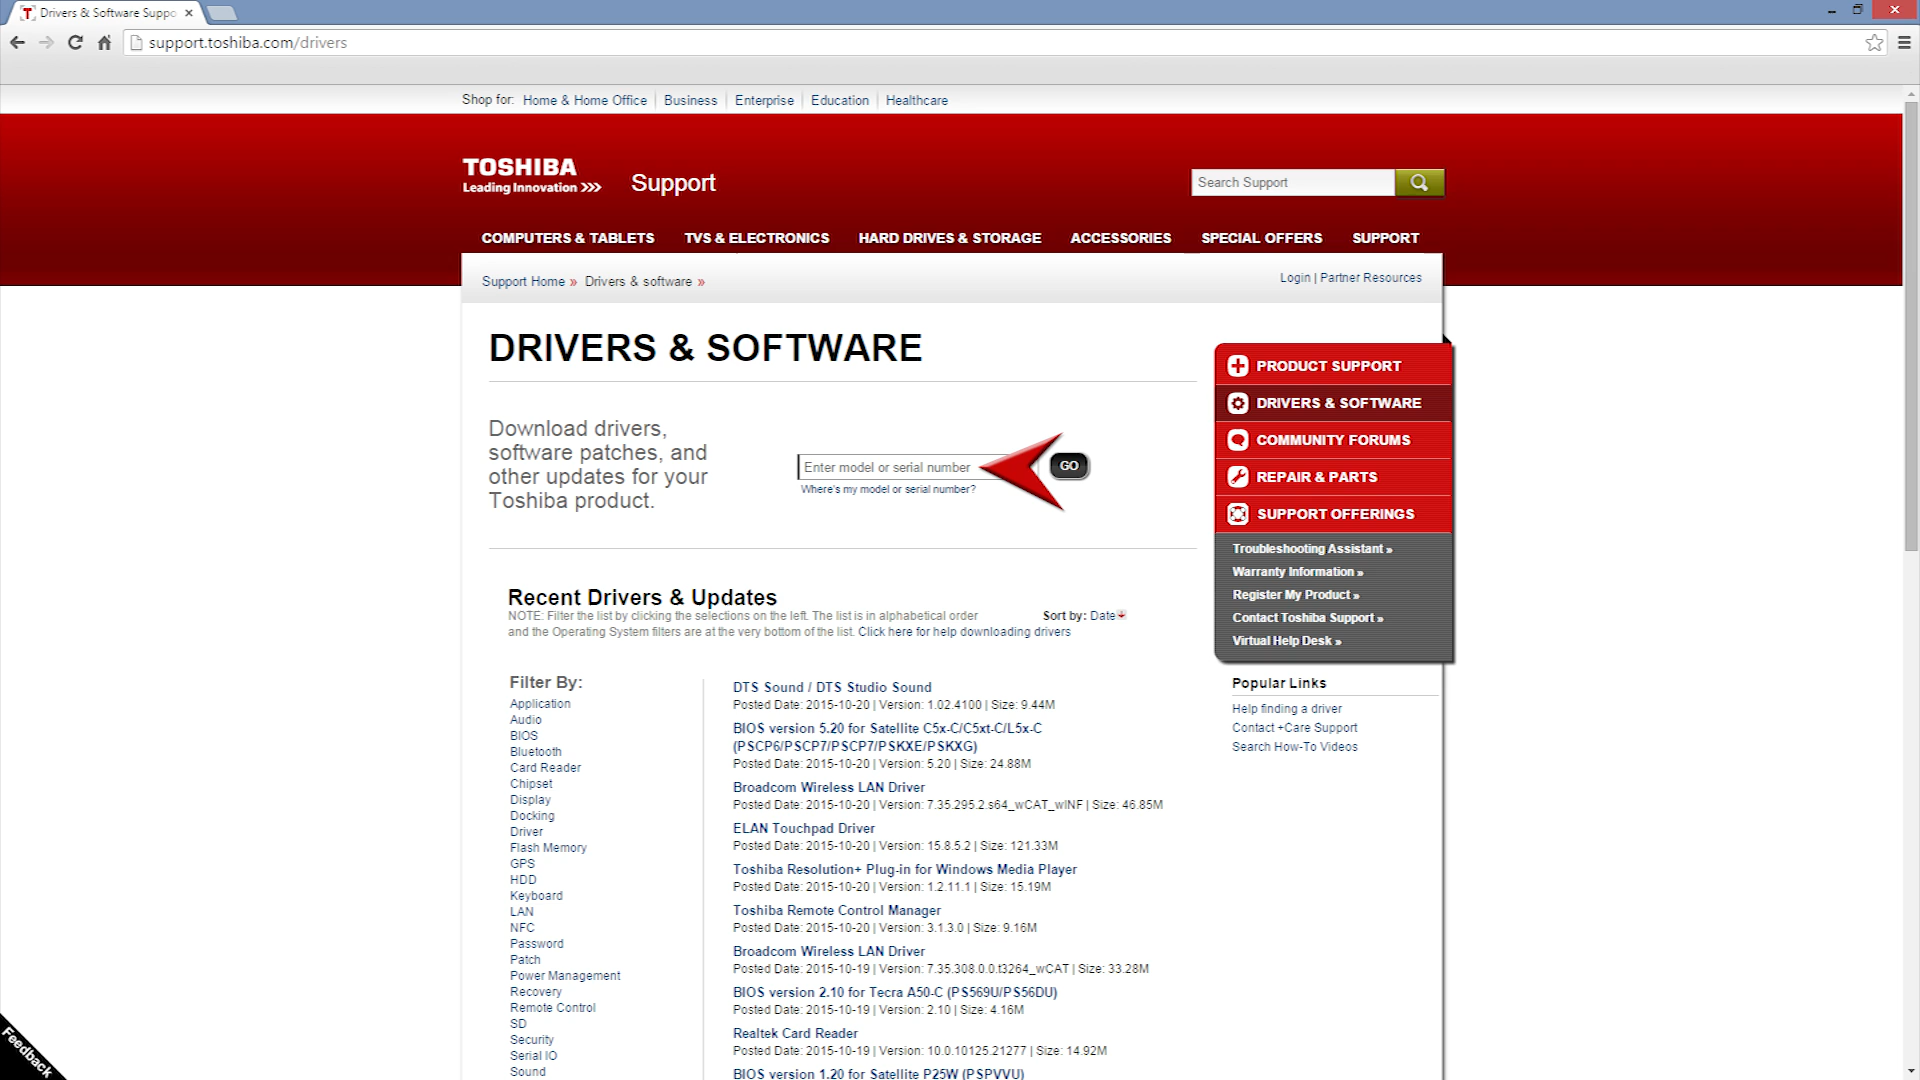 Drivers & Software Suppo
support.toshiba.com/drivers
Shop for: Home & Home Office Business Enterprise Education Healthcare
TOSHIBA
Leading Innovation >>>
Support
Search Support
COMPUTERS & TABLETS TVS & ELECTRONICS HARD DRIVES & STORAGE ACCESSORIES SPECIAL OFFERS SUPPORT
Support Home » Drivers & software »
Login | Partner Resources
DRIVERS & SOFTWARE
Download drivers,
software patches, and
other updates for your
Toshiba product.
Enter model or serial number
GO
Where's my model or serial number?
PRODUCT SUPPORT
DRIVERS & SOFTWARE
COMMUNITY FORUMS
REPAIR & PARTS
SUPPORT OFFERINGS
Troubleshooting Assistant »
Warranty Information »
Register My Product »
Contact Toshiba Support »
Virtual Help Desk »
Popular Links
Help finding a driver
Contact +Care Support
Search How-To Videos
Recent Drivers & Updates
NOTE: Filter the list by clicking the selections on the left. The list is in alphabetical order
and the Operating System filters are at the very bottom of the list. Click here for help downloading drivers
Sort by: Date
Filter By:
Application
Audio
BIOS
Bluetooth
Card Reader
Chipset
Display
Docking
Driver
Flash Memory
GPS
HDD
Keyboard
LAN
NFC
Password
Patch
Power Management
Recovery
Remote Control
SD
Security
Serial IO
Sound
DTS Sound / DTS Studio Sound
Posted Date: 2015-10-20 | Version: 1.02.4100 | Size: 9.44M
BIOS version 5.20 for Satellite C5x-C/C5xt-C/L5x-C
(PSCP6/PSCP7/PSCP7/PSKXE/PSKXG)
Posted Date: 2015-10-20 | Version: 5.20 | Size: 24.88M
Broadcom Wireless LAN Driver
Posted Date: 2015-10-20 | Version: 7.35.295.2.s64_wCAT_wINF | Size: 46.85M
ELAN Touchpad Driver
Posted Date: 2015-10-20 | Version: 15.8.5.2 | Size: 121.33M
Toshiba Resolution+ Plug-in for Windows Media Player
Posted Date: 2015-10-20 | Version: 1.2.11.1 | Size: 15.19M
Toshiba Remote Control Manager
Posted Date: 2015-10-20 | Version: 3.1.3.0 | Size: 9.16M
Broadcom Wireless LAN Driver
Posted Date: 2015-10-19 | Version: 7.35.308.0.0.t3264_wCAT | Size: 33.28M
BIOS version 2.10 for Tecra A50-C (PS569U/PS56DU)
Posted Date: 2015-10-19 | Version: 2.10 | Size: 4.16M
Realtek Card Reader
Posted Date: 2015-10-19 | Version: 10.0.10125.21277 | Size: 14.92M
BIOS version 1.20 for Satellite P25W (PSPVVU)
Feedback